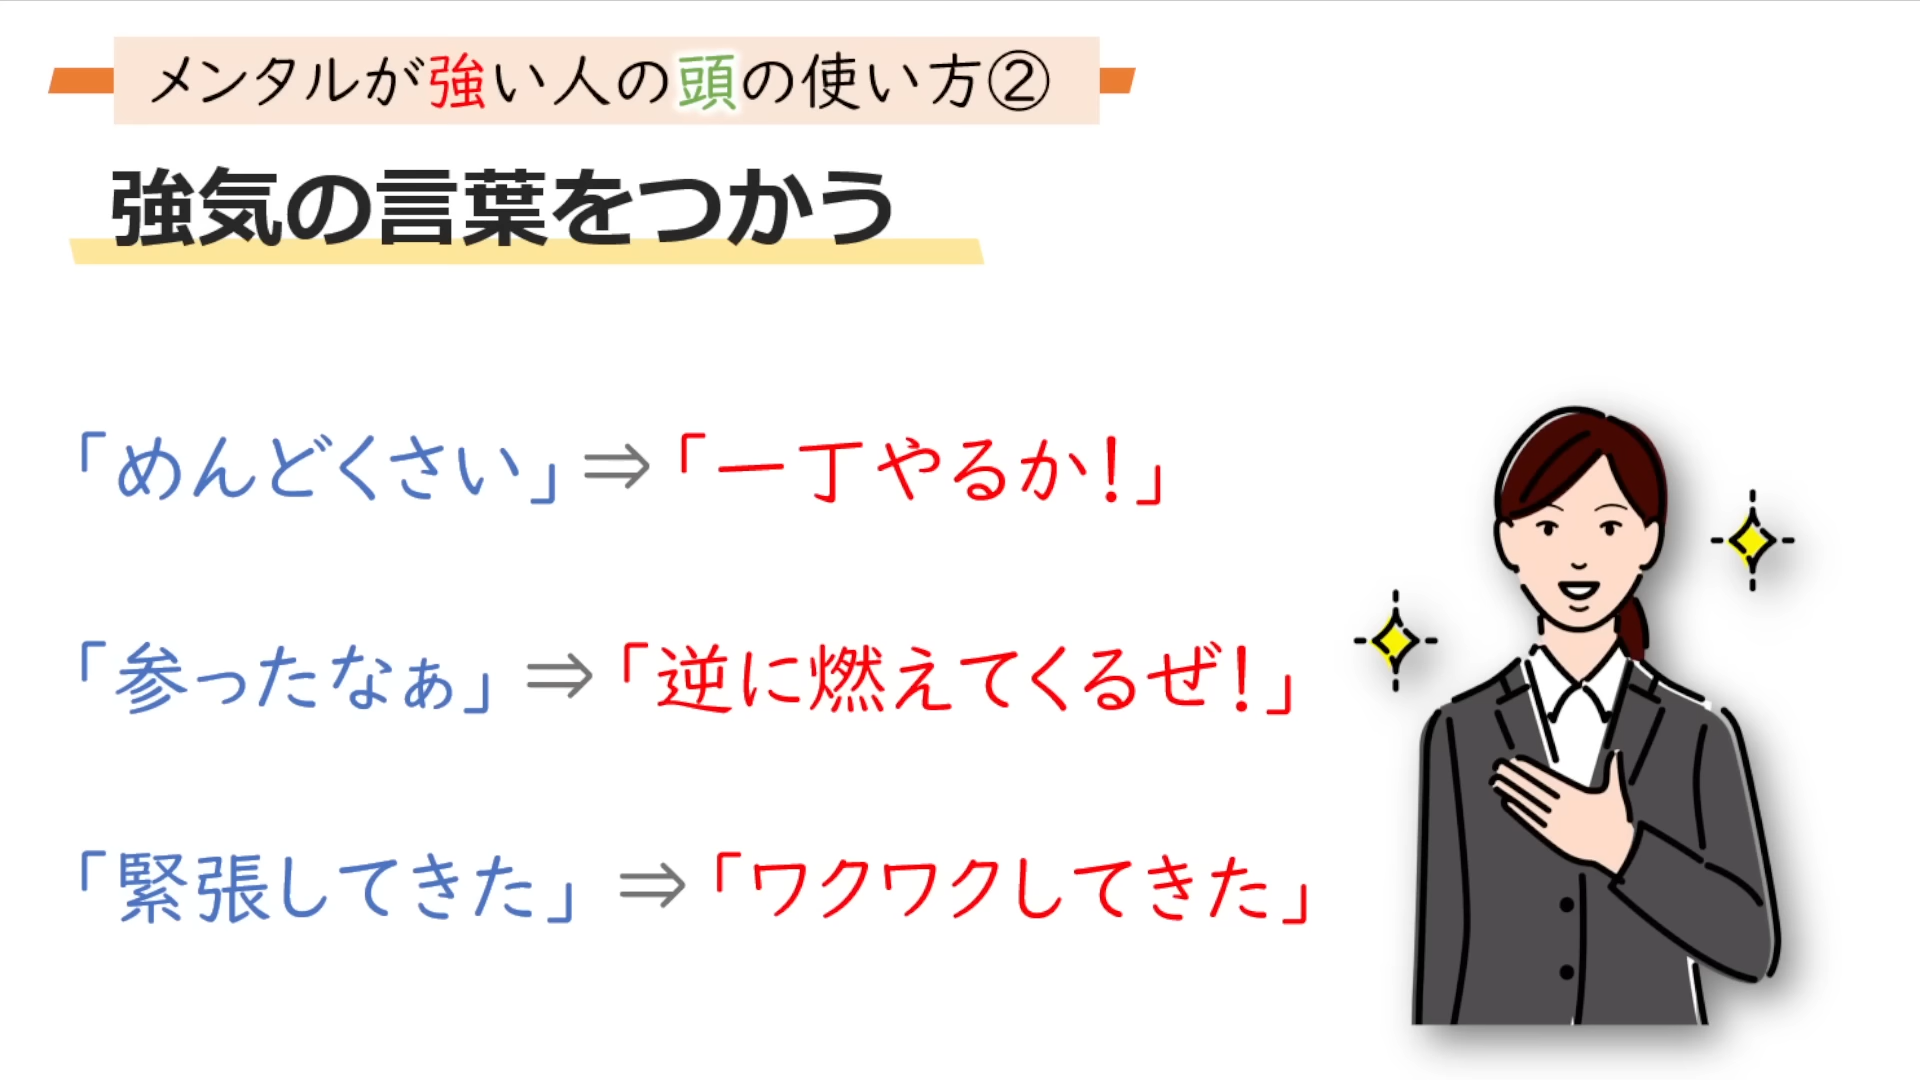 メンタルが強い人の頭の使い方②
強気の言葉をつかう
「めんどくさい」⇒「一丁やるか！」
「参ったなぁ」⇒「逆に燃えてくるぜ！」
「緊張してきた」⇒「ワクワクしてきた」